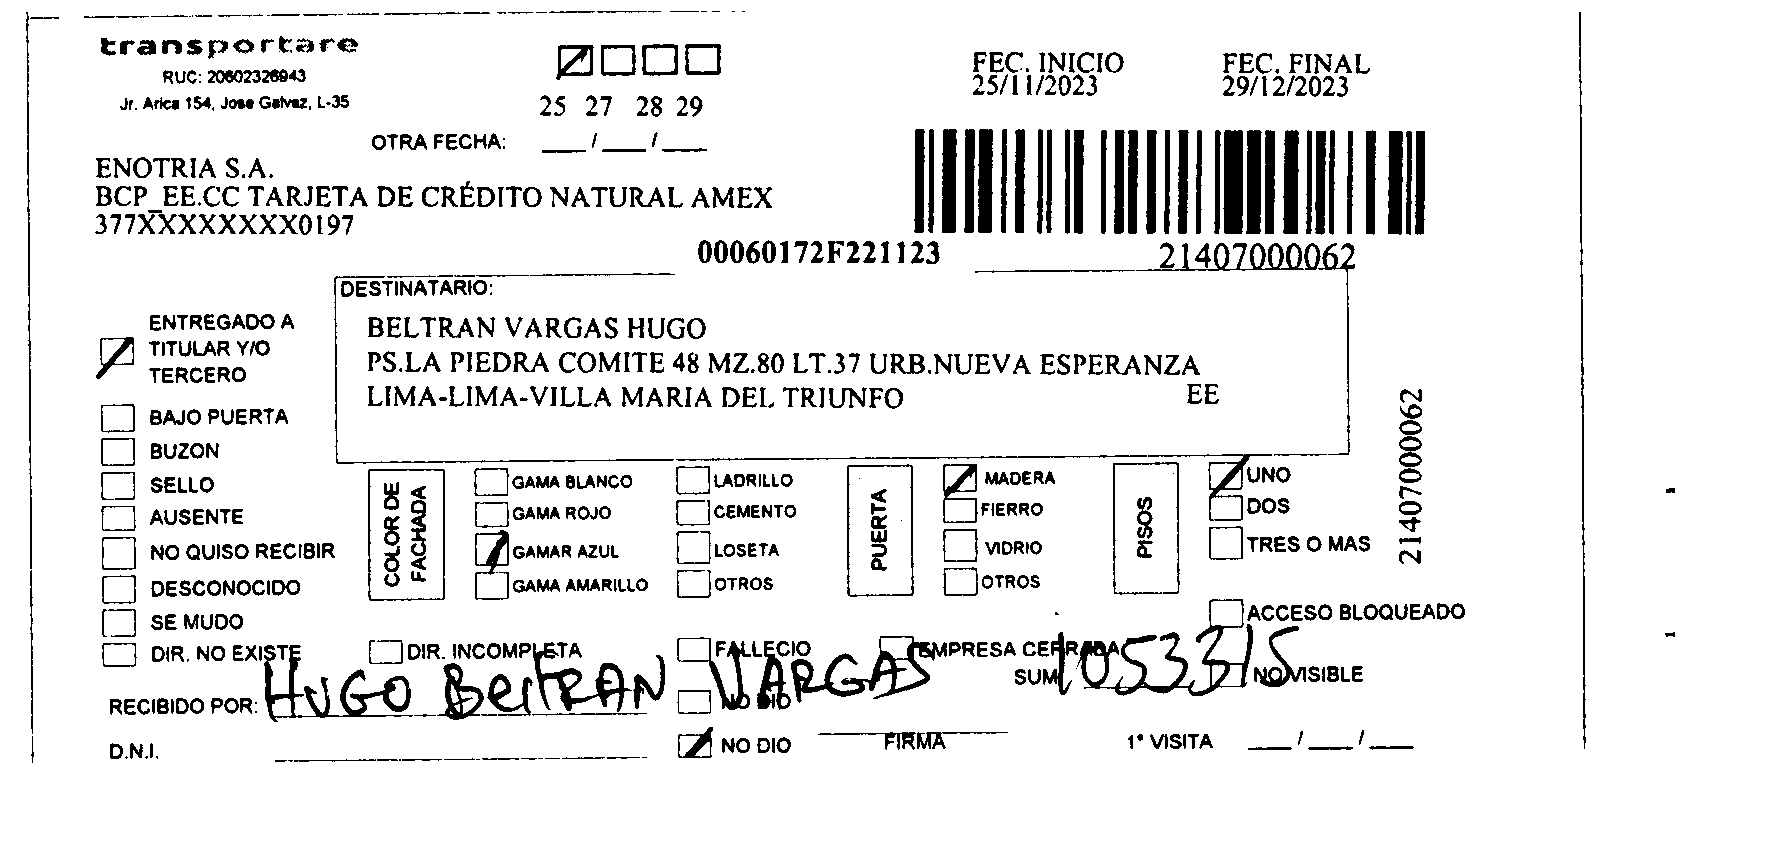 transportare
RUC: 20602326943
Jr. Arica 154, Jose Galvez, L-35
25 27 28 29
OTRA FECHA: ___/___/___
FEC. INICIO
25/11/2023
FEC. FINAL
29/12/2023
ENOTRIA S.A.
BCP_EE.CC TARJETA DE CRÉDITO NATURAL AMEX
377XXXXXXXXX0197
00060172F221123
21407000062
DESTINATARIO:
BELTRAN VARGAS HUGO
PS.LA PIEDRA COMITE 48 MZ.80 LT.37 URB.NUEVA ESPERANZA
LIMA-LIMA-VILLA MARIA DEL TRIUNFO EE
21407000062
ENTREGADO A
TITULAR Y/O
TERCERO
BAJO PUERTA
BUZON
SELLO
AUSENTE
NO QUISO RECIBIR
DESCONOCIDO
SE MUDO
DIR. NO EXISTE
COLOR DE
FACHADA
GAMA BLANCO
GAMA ROJO
GAMAR AZUL
GAMA AMARILLO
LADRILLO
CEMENTO
LOSETA
OTROS
PUERTA
MADERA
FIERRO
VIDRIO
OTROS
PISOS
UNO
DOS
TRES O MAS
ACCESO BLOQUEADO
DIR. INCOMPLETA
FALLECIO
EMPRESA CERRADA
SUM 1053315
NO VISIBLE
RECIBIDO POR: HUGO BelTRAN VARGAS
NO DIO
D.N.I.
NO DIO
FIRMA
1° VISITA ___/___/___